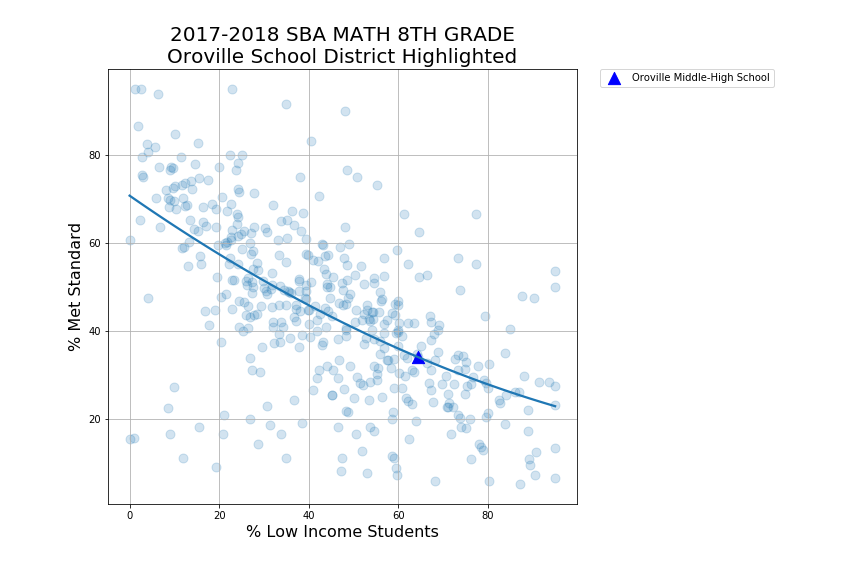 2017-2018 SBA MATH 8TH GRADE
Oroville School District Highlighted
Oroville Middle-High School
% Met Standard
80
60
40
20
0 20 40 60 80
% Low Income Students